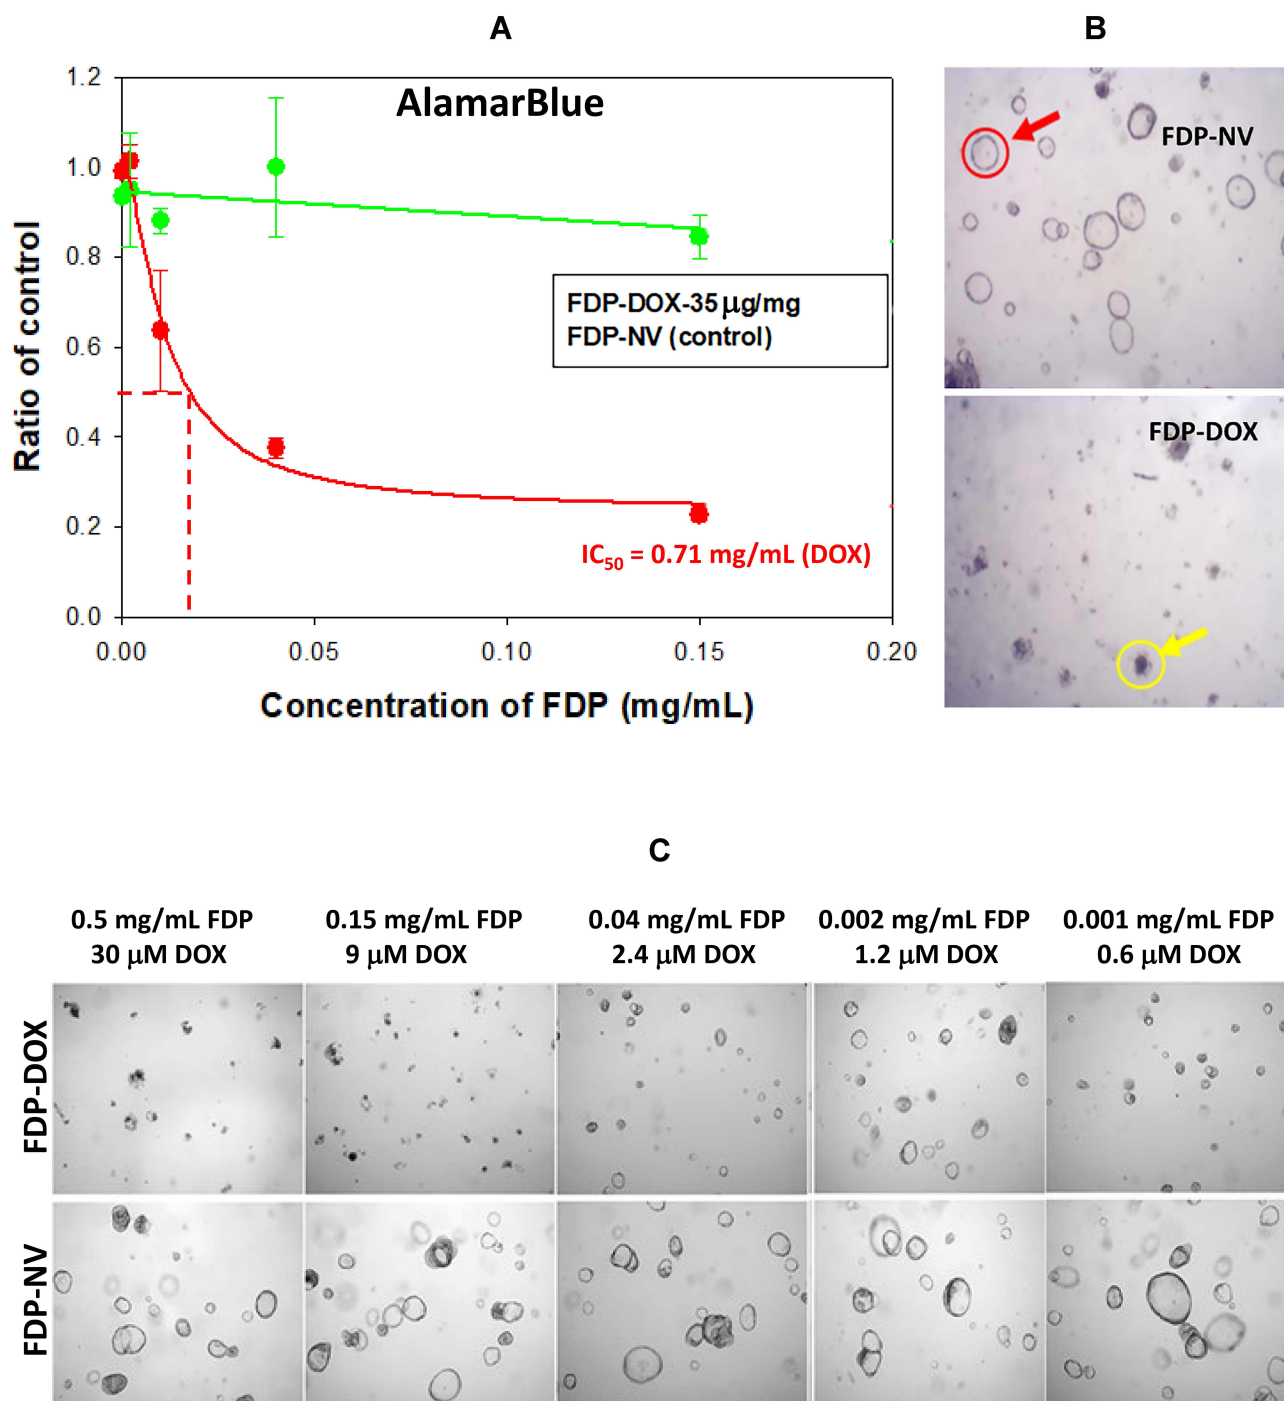 A
B
AlamarBlue
1.2
1.0
0.8
0.6
0.4
0.2
0.0
Ratio of control
FDP-DOX-35 μg/mg
FDP-NV (control)
IC50 = 0.71 mg/mL (DOX)
0.00 0.05 0.10 0.15 0.20
Concentration of FDP (mg/mL)
FDP-NV
FDP-DOX
C
0.5 mg/mL FDP 0.15 mg/mL FDP 0.04 mg/mL FDP 0.002 mg/mL FDP 0.001 mg/mL FDP
30 μM DOX 9 μM DOX 2.4 μM DOX 1.2 μM DOX 0.6 μM DOX
FDP-DOX
FDP-NV